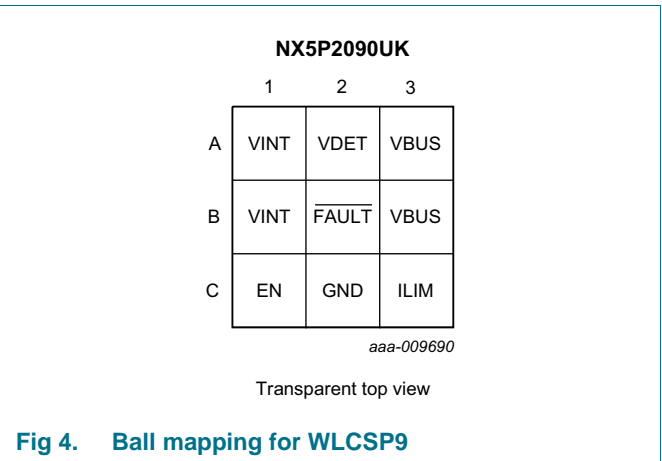 NX5P2090UK
1 2 3
A VINT VDET VBUS
B VINT FAULT VBUS
C EN GND ILIM
aaa-009690
Transparent top view
Fig 4. Ball mapping for WLCSP9